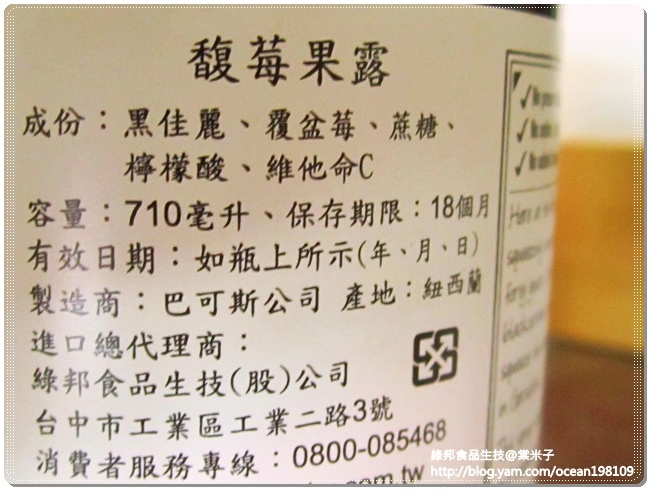 馥莓果露
成份：黑佳麗、覆盆莓、蔗糖、
檸檬酸、維他命C
容量：710毫升、保存期限：18個月
有效日期：如瓶上所示(年、月、日)
製造商：巴可斯公司 產地：紐西蘭
進口總代理商：
綠邦食品生技(股)公司
台中市工業區工業二路3號
消費者服務專線：0800-085468
.com.tw
✓No
✓No
✓No
綠邦食品生技@棠米子
http://blog.yam.com/ocean198109